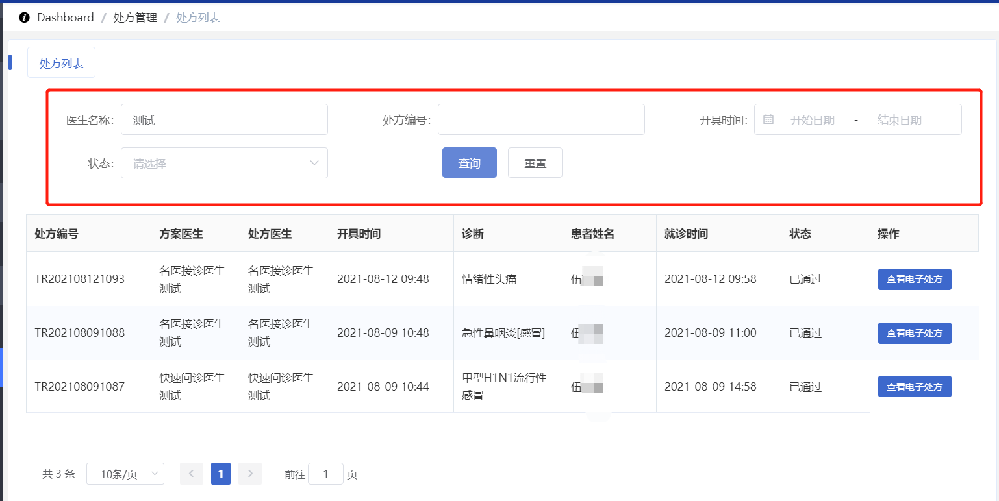 Dashboard / 处方管理 / 处方列表
处方列表
医生名称: 测试 处方编号: 开具时间: 开始日期 - 结束日期
状态: 请选择 查询 重置
处方编号 方案医生 处方医生 开具时间 诊断 患者姓名 就诊时间 状态 操作
TR202108121093 名医接诊医生测试 名医接诊医生测试 2021-08-12 09:48 情绪性头痛 伍 2021-08-12 09:58 已通过 查看电子处方
TR202108091088 名医接诊医生测试 名医接诊医生测试 2021-08-09 10:48 急性鼻咽炎[感冒] 伍 2021-08-09 11:00 已通过 查看电子处方
TR202108091087 快速问诊医生测试 快速问诊医生测试 2021-08-09 10:44 甲型H1N1流行性感冒 伍 2021-08-09 14:58 已通过 查看电子处方
共 3 条 10条/页 < 1 > 前往 1 页